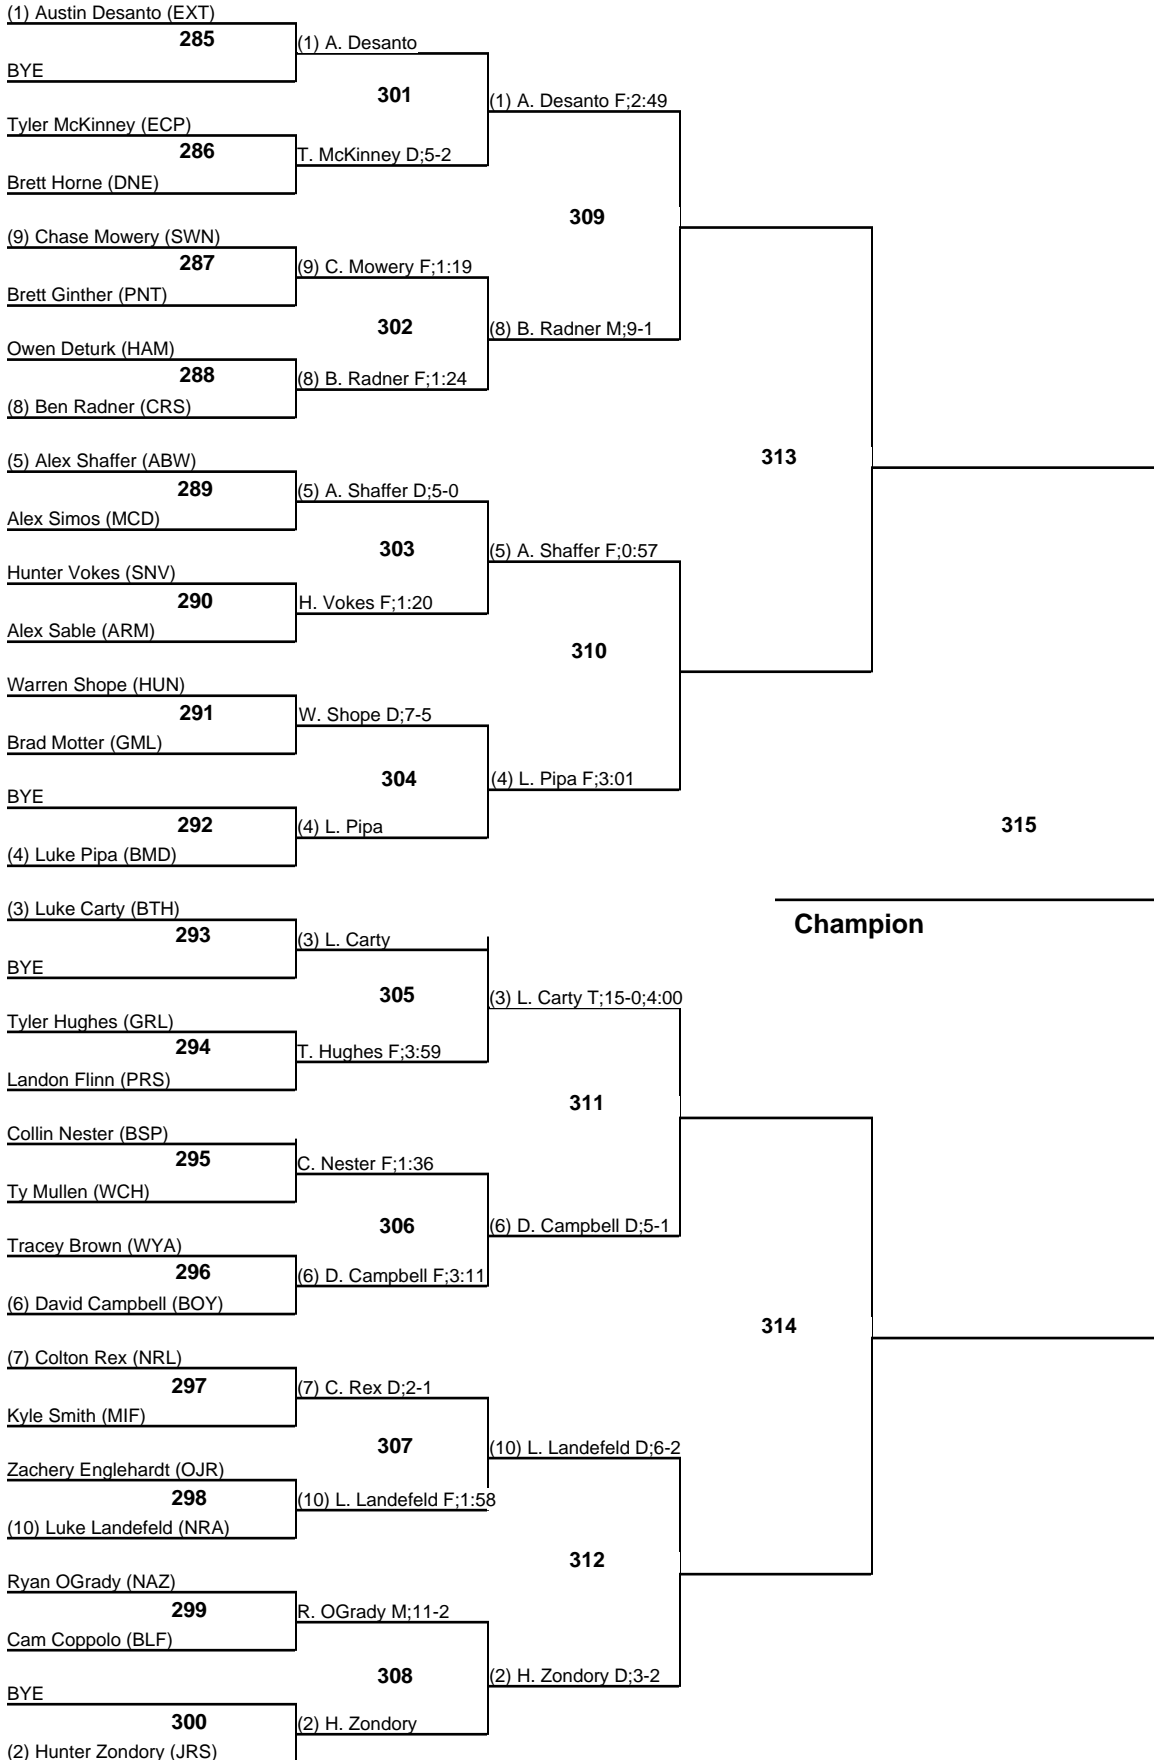 (1) Austin Desanto (EXT)
285
(1) A. Desanto
BYE
301
(1) A. Desanto F;2:49
Tyler McKinney (ECP)
286
T. McKinney D;5-2
Brett Horne (DNE)
309
(9) Chase Mowery (SWN)
287
(9) C. Mowery F;1:19
Brett Ginther (PNT)
302
(8) B. Radner M;9-1
Owen Deturk (HAM)
288
(8) B. Radner F;1:24
(8) Ben Radner (CRS)
313
(5) Alex Shaffer (ABW)
289
(5) A. Shaffer D;5-0
Alex Simos (MCD)
303
(5) A. Shaffer F;0:57
Hunter Vokes (SNV)
290
H. Vokes F;1:20
Alex Sable (ARM)
310
Warren Shope (HUN)
291
W. Shope D;7-5
Brad Motter (GML)
304
(4) L. Pipa F;3:01
BYE
292
(4) L. Pipa
315
(4) Luke Pipa (BMD)
(3) Luke Carty (BTH)
Champion
293
(3) L. Carty
BYE
305
(3) L. Carty T;15-0;4:00
Tyler Hughes (GRL)
294
T. Hughes F;3:59
Landon Flinn (PRS)
311
Collin Nester (BSP)
295
C. Nester F;1:36
Ty Mullen (WCH)
306
(6) D. Campbell D;5-1
Tracey Brown (WYA)
296
(6) D. Campbell F;3:11
(6) David Campbell (BOY)
314
(7) Colton Rex (NRL)
297
(7) C. Rex D;2-1
Kyle Smith (MIF)
307
(10) L. Landefeld D;6-2
Zachery Englehardt (OJR)
298
(10) L. Landefeld F;1:58
(10) Luke Landefeld (NRA)
312
Ryan OGrady (NAZ)
299
R. OGrady M;11-2
Cam Coppolo (BLF)
308
(2) H. Zondory D;3-2
BYE
300
(2) H. Zondory
(2) Hunter Zondory (JRS)